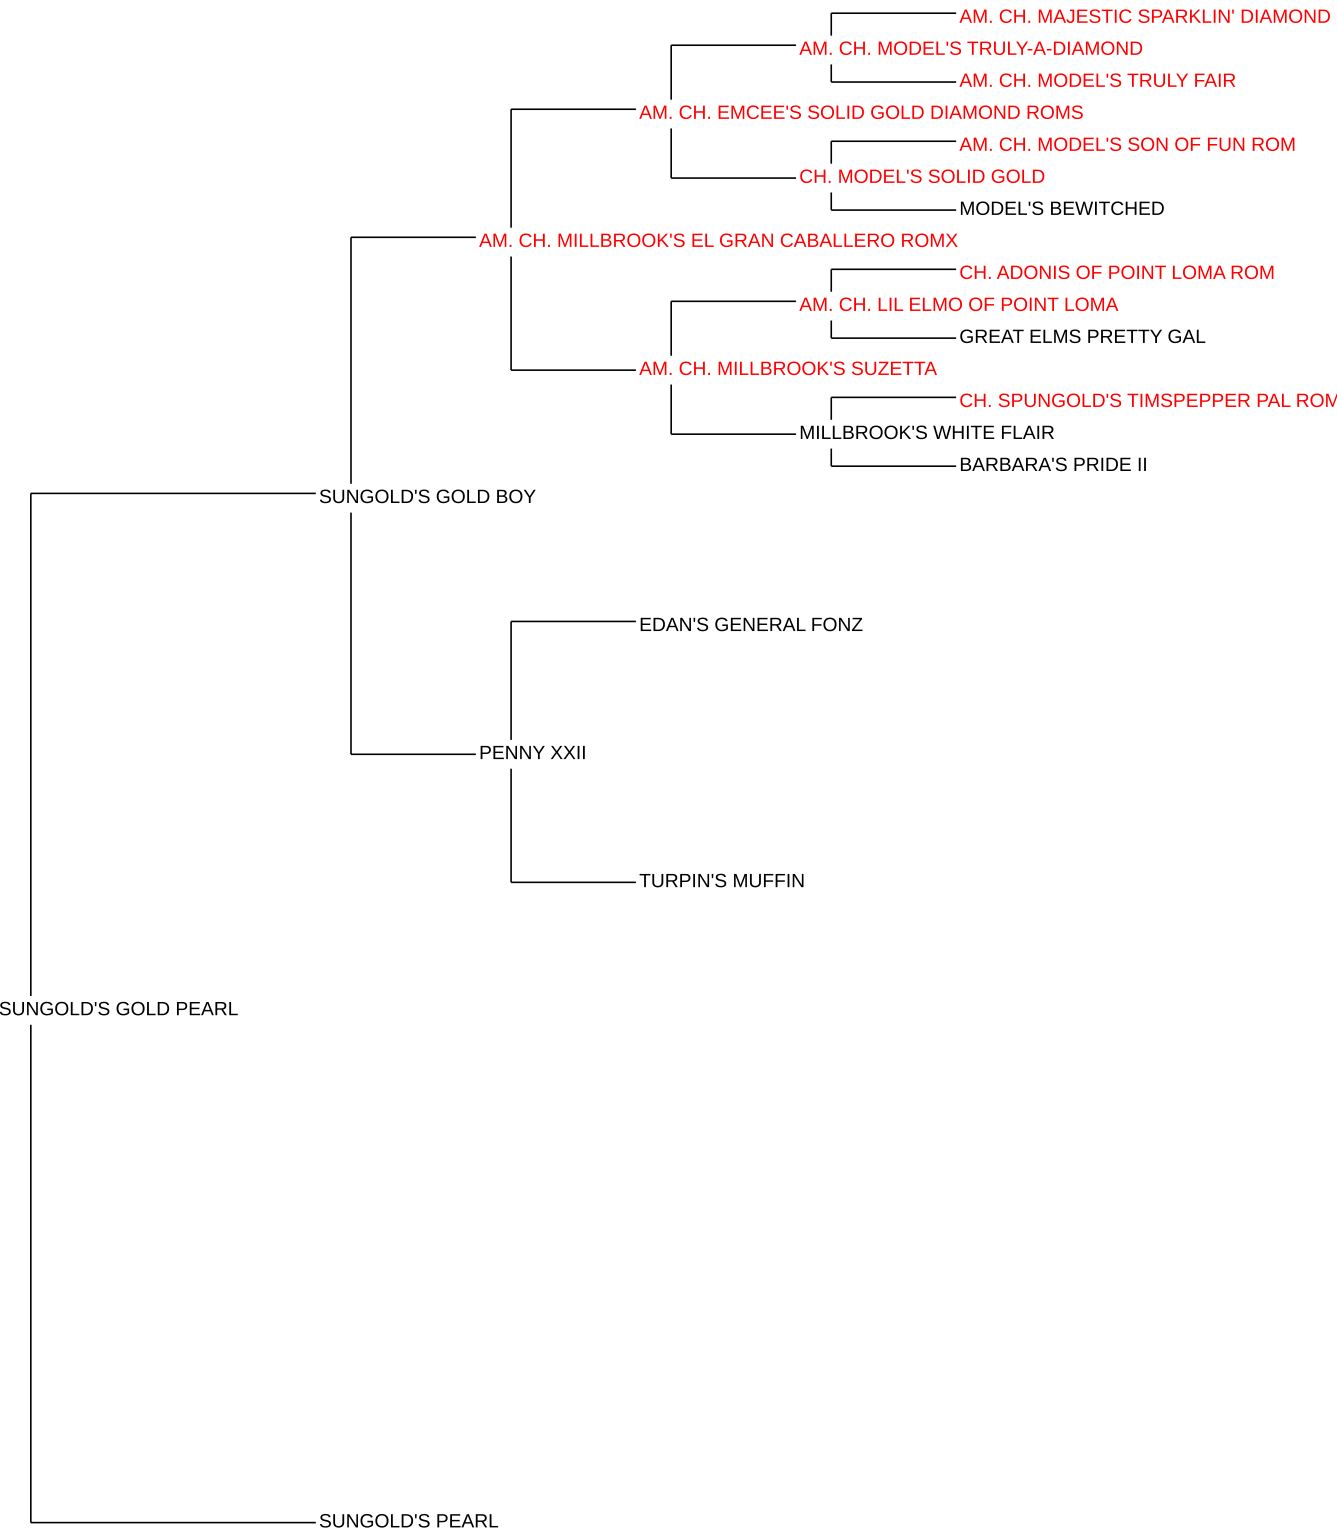 AM. CH. MAJESTIC SPARKLIN' DIAMOND
AM. CH. MODEL'S TRULY-A-DIAMOND
AM. CH. MODEL'S TRULY FAIR
AM. CH. EMCEE'S SOLID GOLD DIAMOND ROMS
AM. CH. MODEL'S SON OF FUN ROM
CH. MODEL'S SOLID GOLD
MODEL'S BEWITCHED
AM. CH. MILLBROOK'S EL GRAN CABALLERO ROMX
CH. ADONIS OF POINT LOMA ROM
AM. CH. LIL ELMO OF POINT LOMA
GREAT ELMS PRETTY GAL
AM. CH. MILLBROOK'S SUZETTA
CH. SPUNGOLD'S TIMSPEPPER PAL ROM
MILLBROOK'S WHITE FLAIR
BARBARA'S PRIDE II
SUNGOLD'S GOLD BOY
EDAN'S GENERAL FONZ
PENNY XXII
TURPIN'S MUFFIN
SUNGOLD'S GOLD PEARL
SUNGOLD'S PEARL